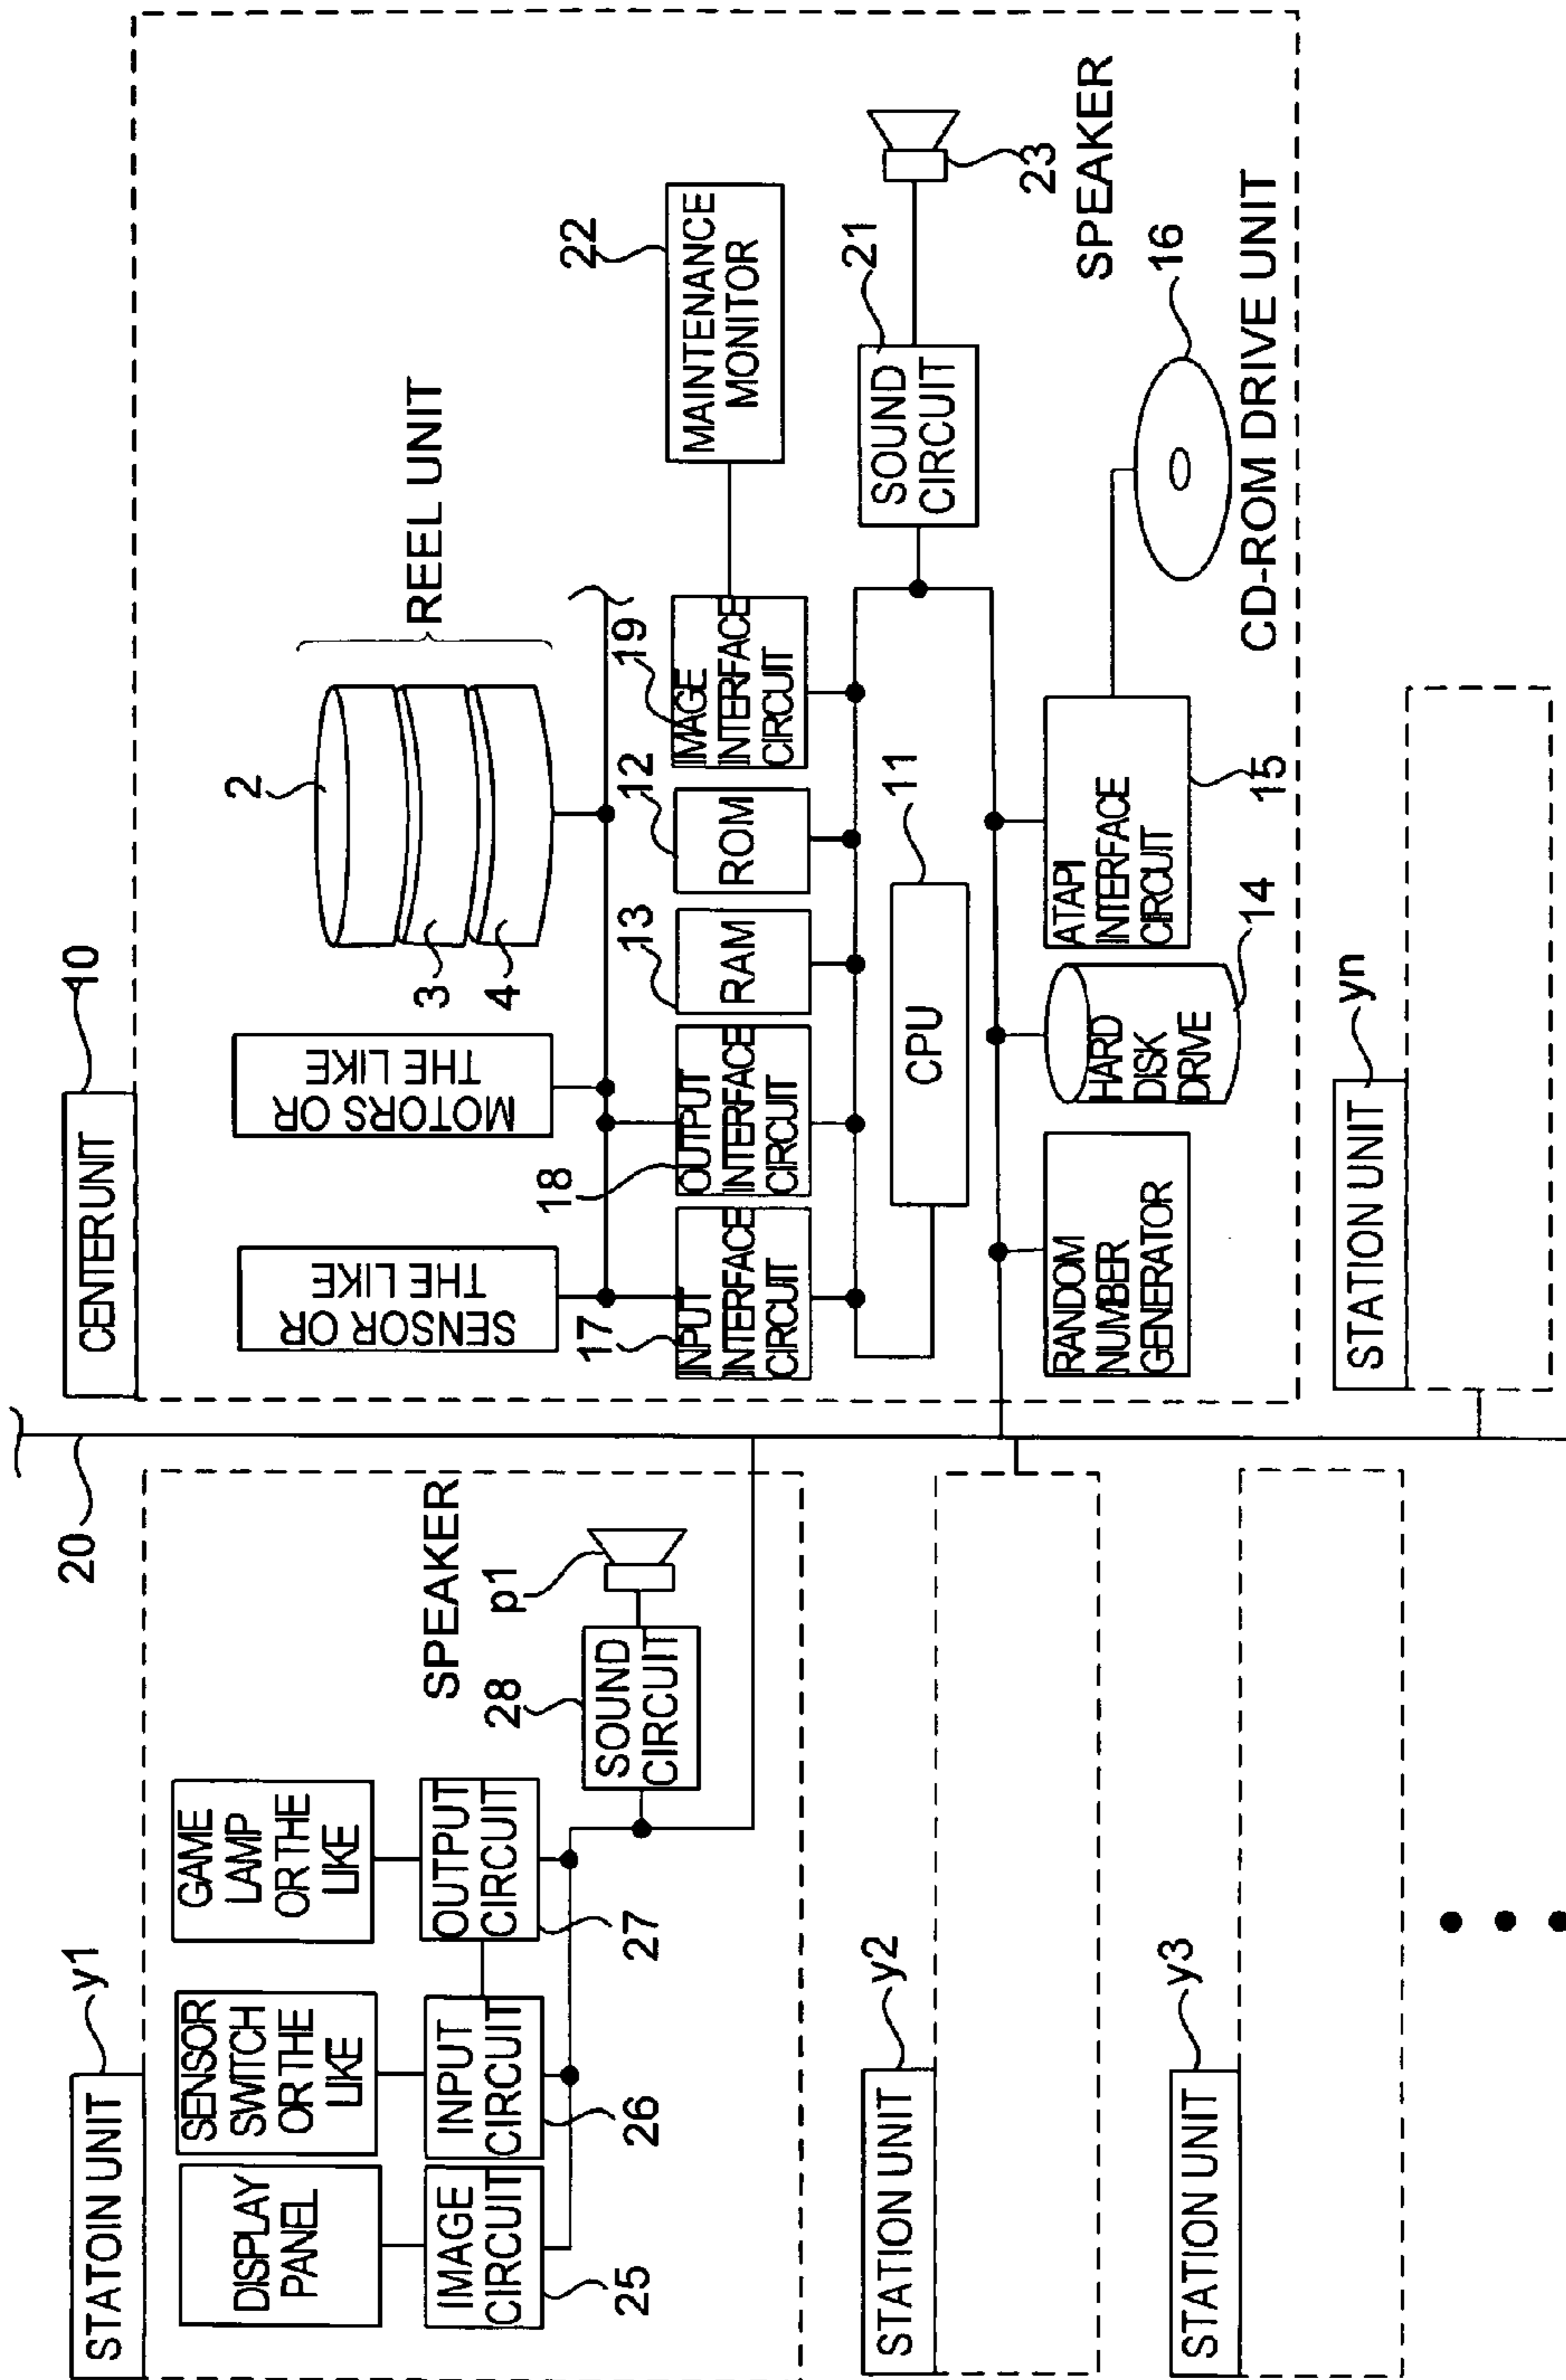 STATOIN UNIT
y1
DISPLAY
PANEL
SENSOR
SWITCH
OR THE
LIKE
GAME
LAMP
OR THE
LIKE
IMAGE
CIRCUIT
25
INPUT
CIRCUIT
26
OUTPUT
CIRCUIT
27
SOUND
CIRCUIT
28
p1
SPEAKER
STATION UNIT
y2
STATION UNIT
y3
20
CENTER UNIT
10
SENSOR OR
THE LIKE
MOTORS OR
THE LIKE
2
3
4
REEL UNIT
17
INPUT
INTERFACE
CIRCUIT
18
OUTPUT
INTERFACE
CIRCUIT
13
RAM
12
ROM
19
IMAGE
INTERFACE
CIRCUIT
22
MAINTENANCE
MONITOR
CPU
11
SOUND
CIRCUIT
21
23
SPEAKER
RANDOM
NUMBER
GENERATOR
HARD
DISK
DRIVE
14
ATAPI
INTERFACE
CIRCUIT
15
16
CD-ROM DRIVE UNIT
STATION UNIT
yn